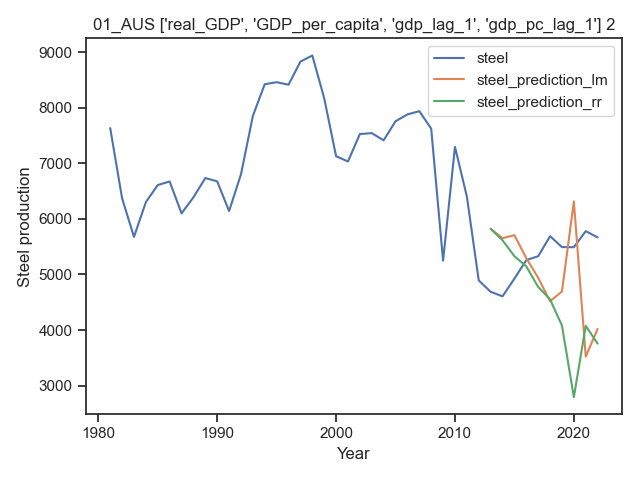 01_AUS ['real_GDP', 'GDP_per_capita', 'gdp_lag_1', 'gdp_pc_lag_1'] 2
steel
steel_prediction_lm
steel_prediction_rr
Steel production
9000
8000
7000
6000
5000
4000
3000
1980 1990 2000 2010 2020
Year